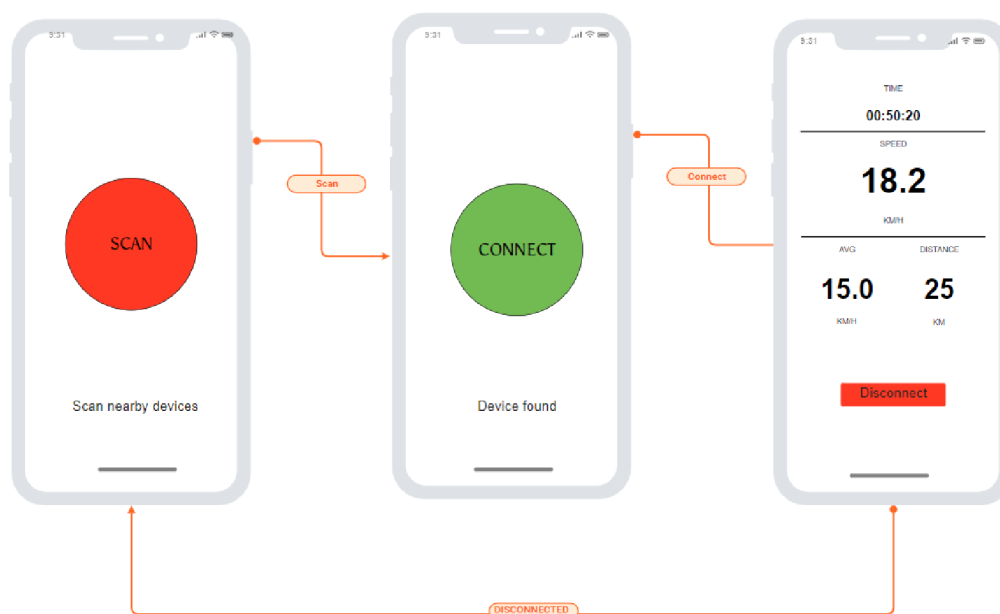 9:31
SCAN
Scan nearby devices
Scan
9:31
CONNECT
Device found
Connect
9:31
TIME
00:50:20
SPEED
18.2
KM/H
AVG DISTANCE
15.0 25
KM/H KM
Disconnect
DISCONNECTED